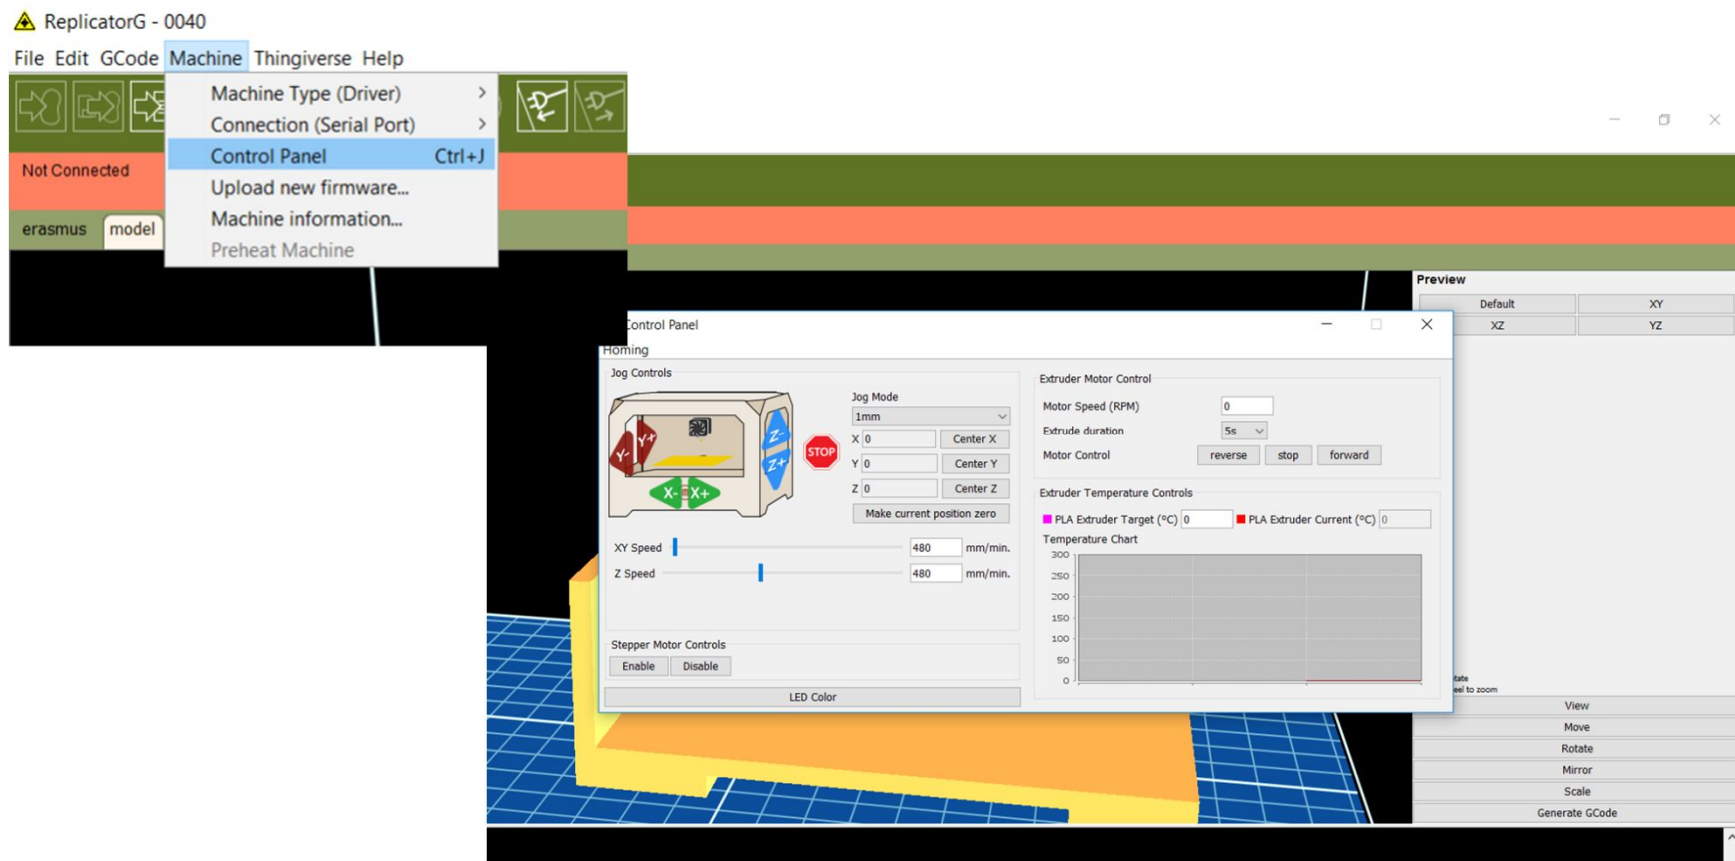 ReplicatorG - 0040
File Edit GCode Machine Thingiverse Help
Machine Type (Driver)
Connection (Serial Port)
Control Panel Ctrl+J
Upload new firmware...
Machine information...
Preheat Machine
Not Connected
erasmus model
Preview
Default XY
XZ YZ
Control Panel
Homing
Jog Controls
Y- Y+
Z-
Z+
X- X+
STOP
Jog Mode
1mm
X 0 Center X
Y 0 Center Y
Z 0 Center Z
Make current position zero
XY Speed 480 mm/min.
Z Speed 480 mm/min.
Stepper Motor Controls
Enable Disable
LED Color
Extruder Motor Control
Motor Speed (RPM) 0
Extrude duration 5s
Motor Control reverse stop forward
Extruder Temperature Controls
PLA Extruder Target (ºC) 0 PLA Extruder Current (ºC) 0
Temperature Chart
300
250
200
150
100
50
0
to zoom
View
Move
Rotate
Mirror
Scale
Generate GCode